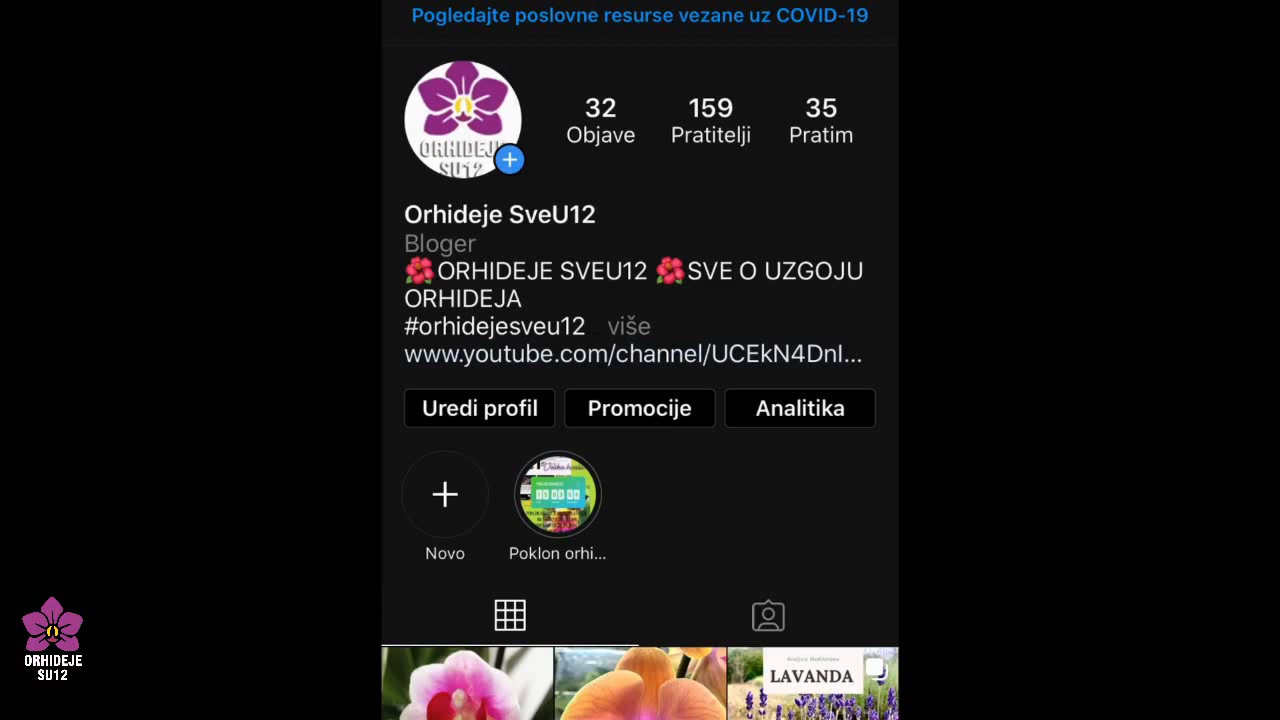 Pogledajte poslovne resurse vezane uz COVID-19
32
Objave
159
Pratitelji
35
Pratim
ORHIDEJE
SU12
Orhideje SveU12
Bloger
🌺ORHIDEJE SVEU12 🌺SVE O UZGOJU
ORHIDEJA
#orhidejesveu12 više
www.youtube.com/channel/UCEkN4DnI...
Uredi profil
Promocije
Analitika
Novo
Poklon orhi...
LAVANDA
ORHIDEJE
SU12